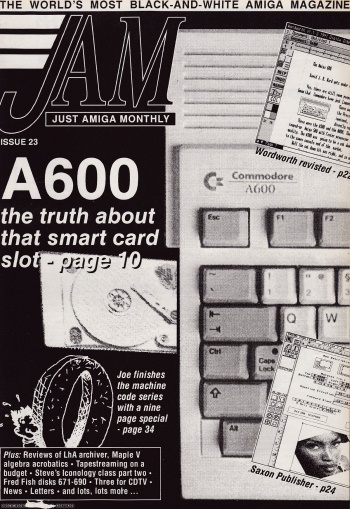 THE WORLD'S MOST BLACK-AND-WHITE AMIGA MAGAZINE
JAM
JUST AMIGA MONTHLY
ISSUE 23
A600
the truth about
that smart card
slot - page 10
Wordworth revisted - p22
Commodore
A600
Esc
F1
F2
Q
W
Ctrl
Caps
Lock
Alt
Joe finishes
the machine
code series
with a nine
page special
- page 34
Saxon Publisher - p24
Plus: Reviews of LhA archiver, Maple V
algebra acrobatics • Tapestreaming on a
budget • Steve's Iconology class part two •
Fred Fish disks 671-690 • Three for CDTV •
News • Letters • and lots, lots more ...